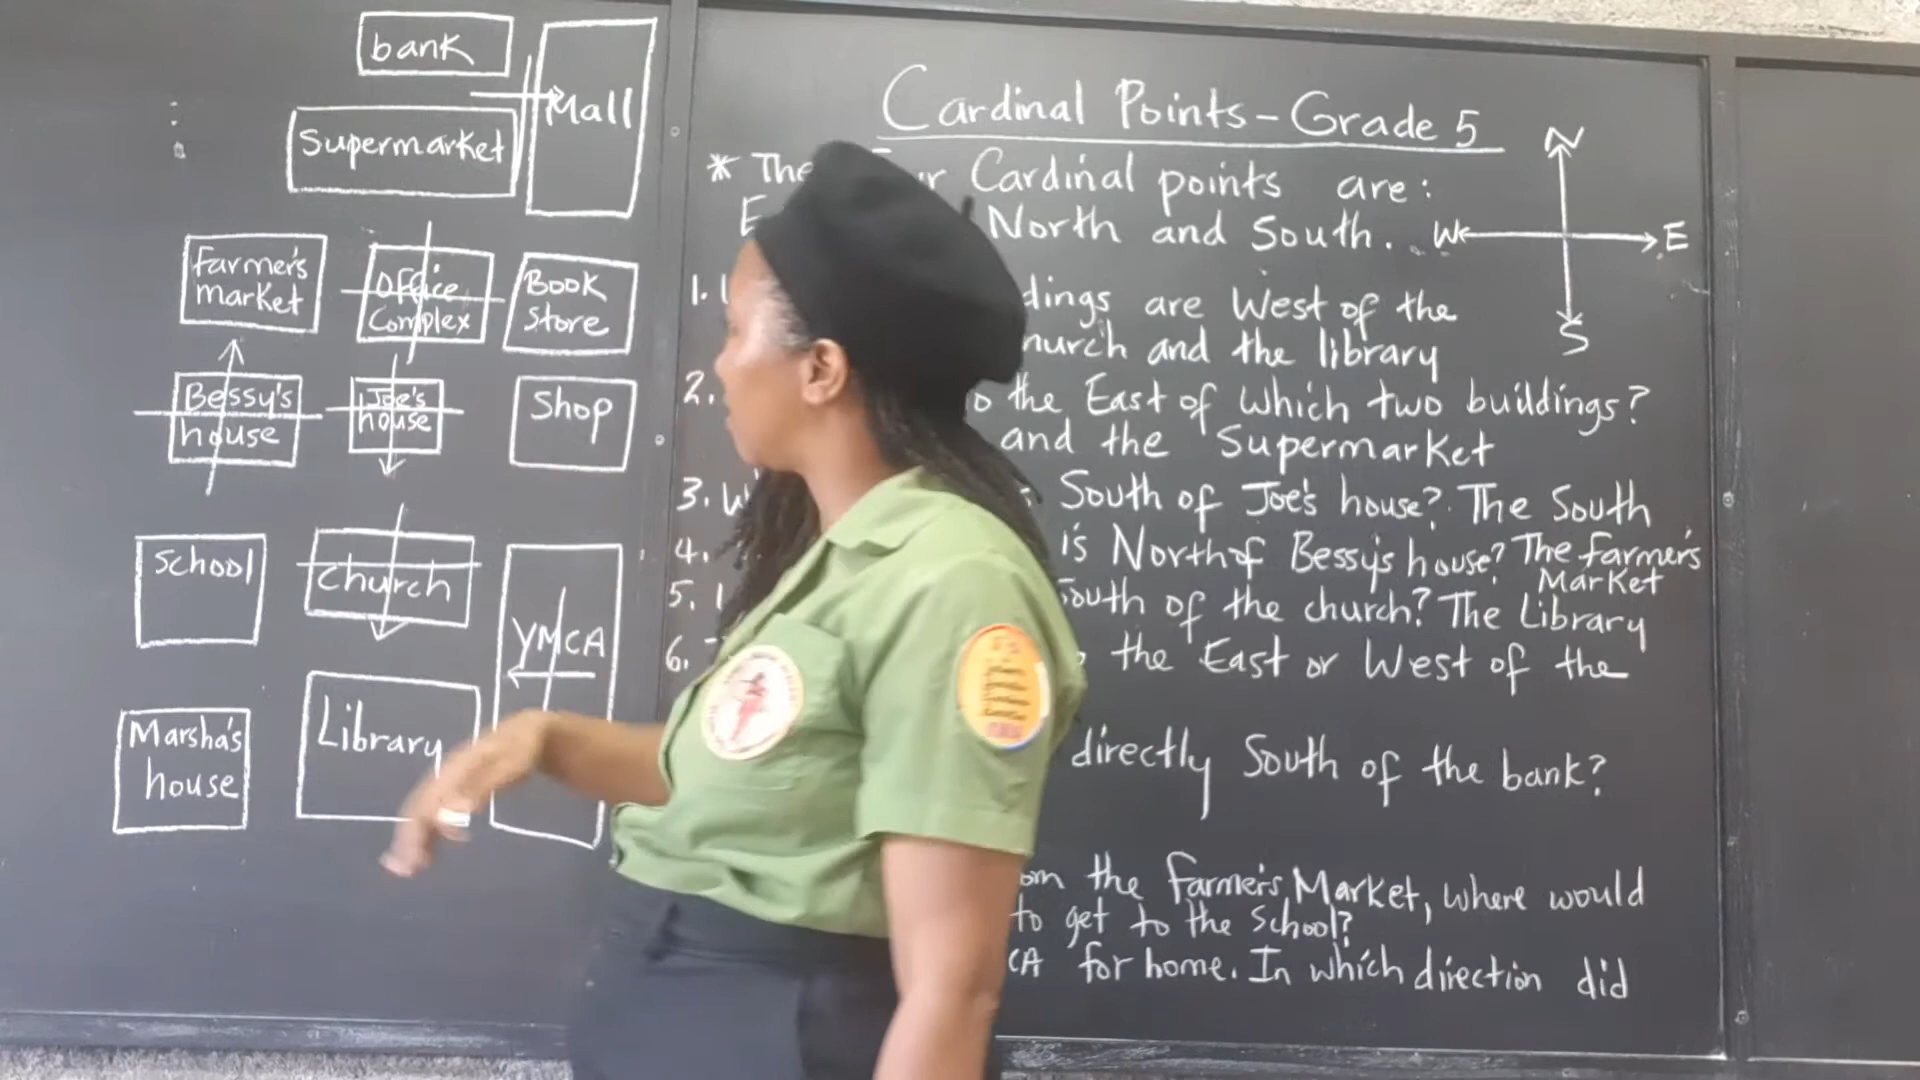 bank
Mall
Supermarket
farmer's
market
Office
Complex
Book
Store
Bessy's
house
Joe's
house
Shop
School
Church
YMCA
Marsha's
house
Library
Cardinal Points - Grade 5
* The Cardinal points are:
North and South.
N
W E
S
1. are West of the
and the library
2. the East of which two buildings?
and the Supermarket
3. South of Joe's house? The South
4. is North of Bessy's house? The farmer's
Market
5. South of the church? The Library
6. the East or West of the
directly South of the bank?
the farmer's Market, where would
to get to the School?
for home. In which direction did